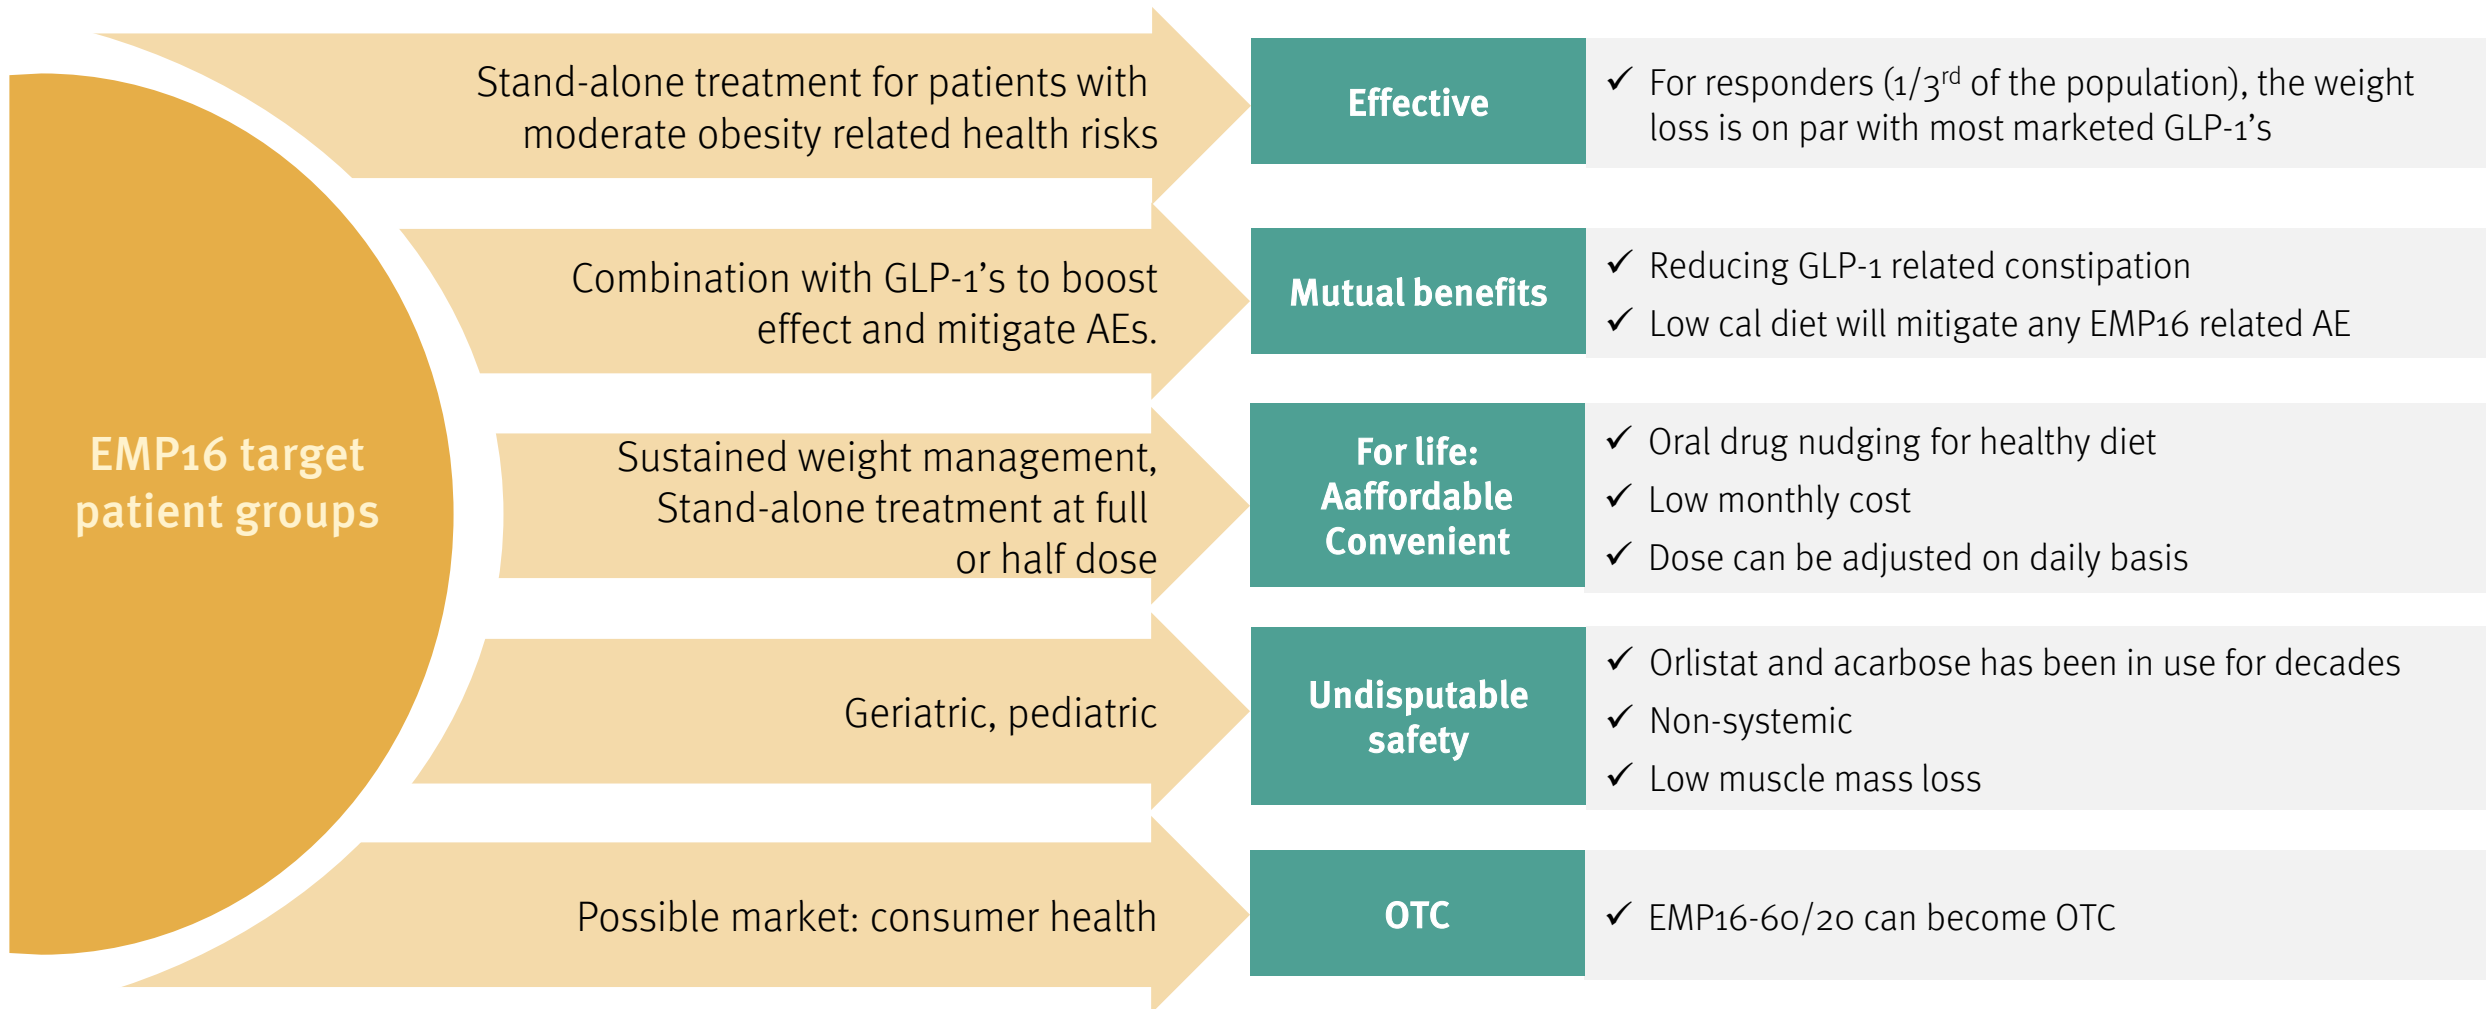 EMP16 target
patient groups
Stand-alone treatment for patients with
moderate obesity related health risks
Effective
✓ For responders (1/3rd of the population), the weight
loss is on par with most marketed GLP-1’s
Combination with GLP-1’s to boost
effect and mitigate AEs.
Mutual benefits
✓ Reducing GLP-1 related constipation
✓ Low cal diet will mitigate any EMP16 related AE
Sustained weight management,
Stand-alone treatment at full
or half dose
For life:
Aaffordable
Convenient
✓ Oral drug nudging for healthy diet
✓ Low monthly cost
✓ Dose can be adjusted on daily basis
Geriatric, pediatric
Undisputable
safety
✓ Orlistat and acarbose has been in use for decades
✓ Non-systemic
✓ Low muscle mass loss
Possible market: consumer health
OTC
✓ EMP16-60/20 can become OTC